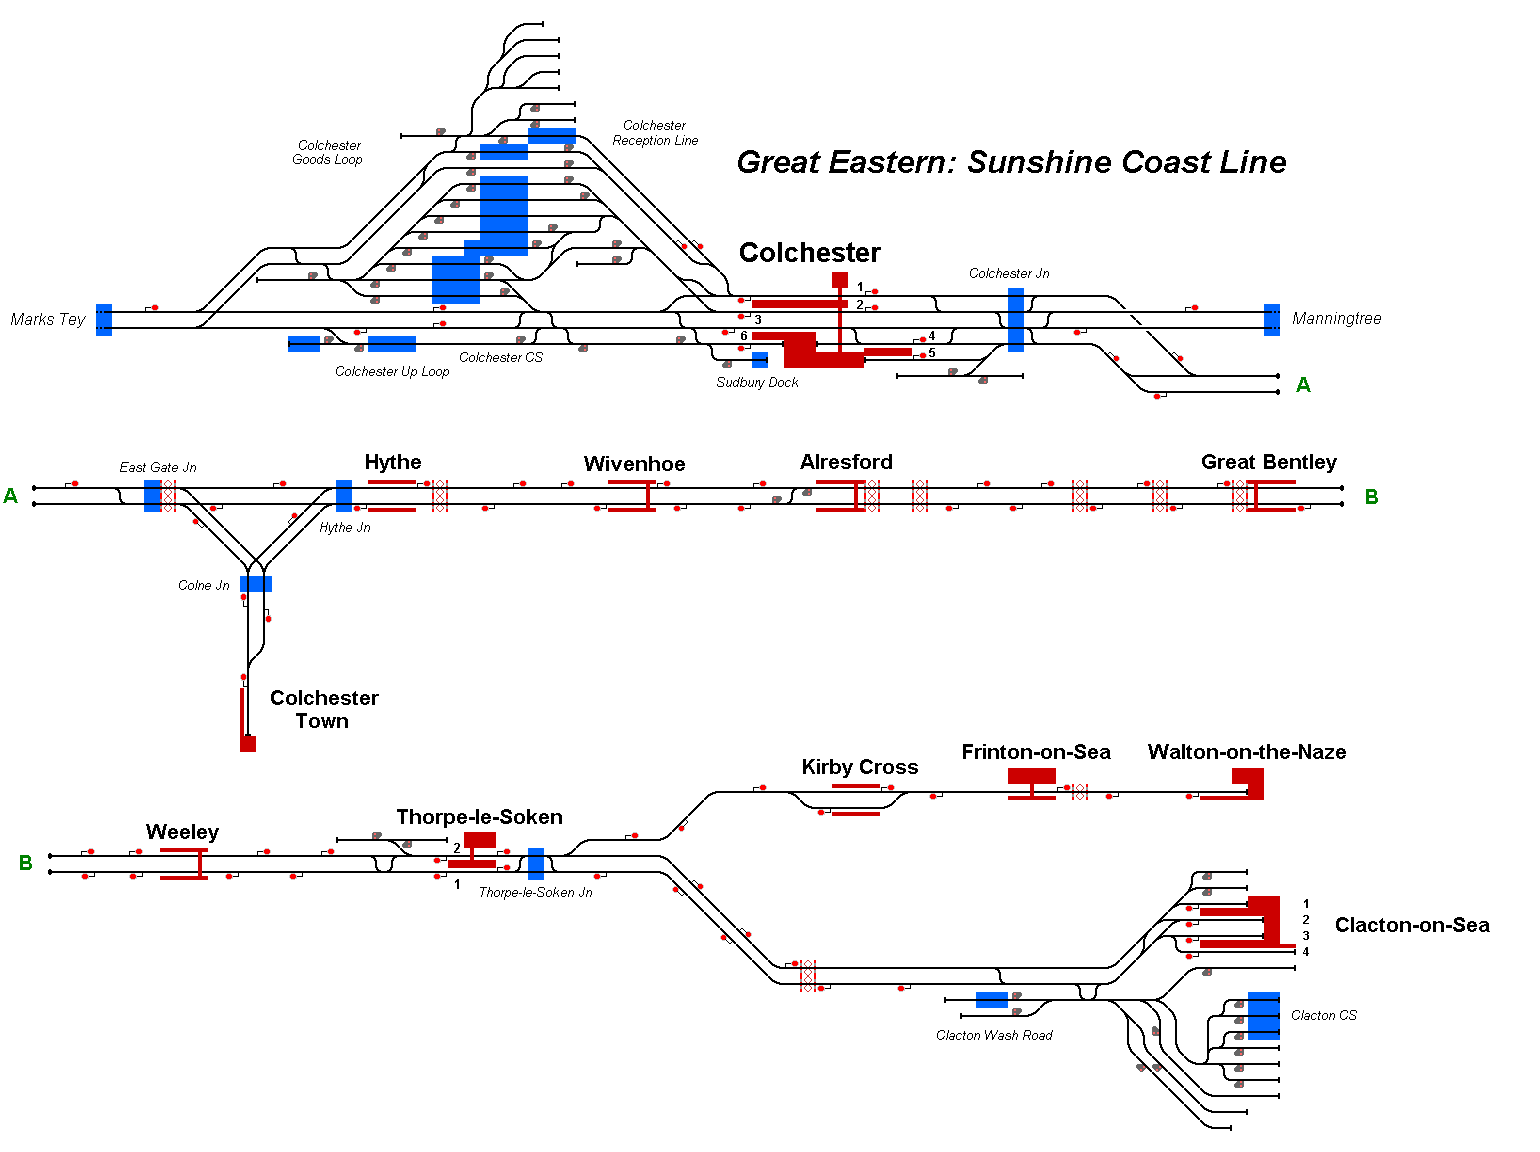 Colchester
Goods Loop
Colchester
Reception Line
Great Eastern: Sunshine Coast Line
Colchester
Colchester Jn
1
2
Marks Tey
3
Manningtree
6
4
5
Colchester CS
Colchester Up Loop
Sudbury Dock
A
East Gate Jn
Hythe
Wivenhoe
Alresford
Great Bentley
A
B
Hythe Jn
Colne Jn
Colchester
Town
Kirby Cross
Frinton-on-Sea
Walton-on-the-Naze
Thorpe-le-Soken
Weeley
2
B
1
Thorpe-le-Soken Jn
1
2
Clacton-on-Sea
3
4
Clacton CS
Clacton Wash Road